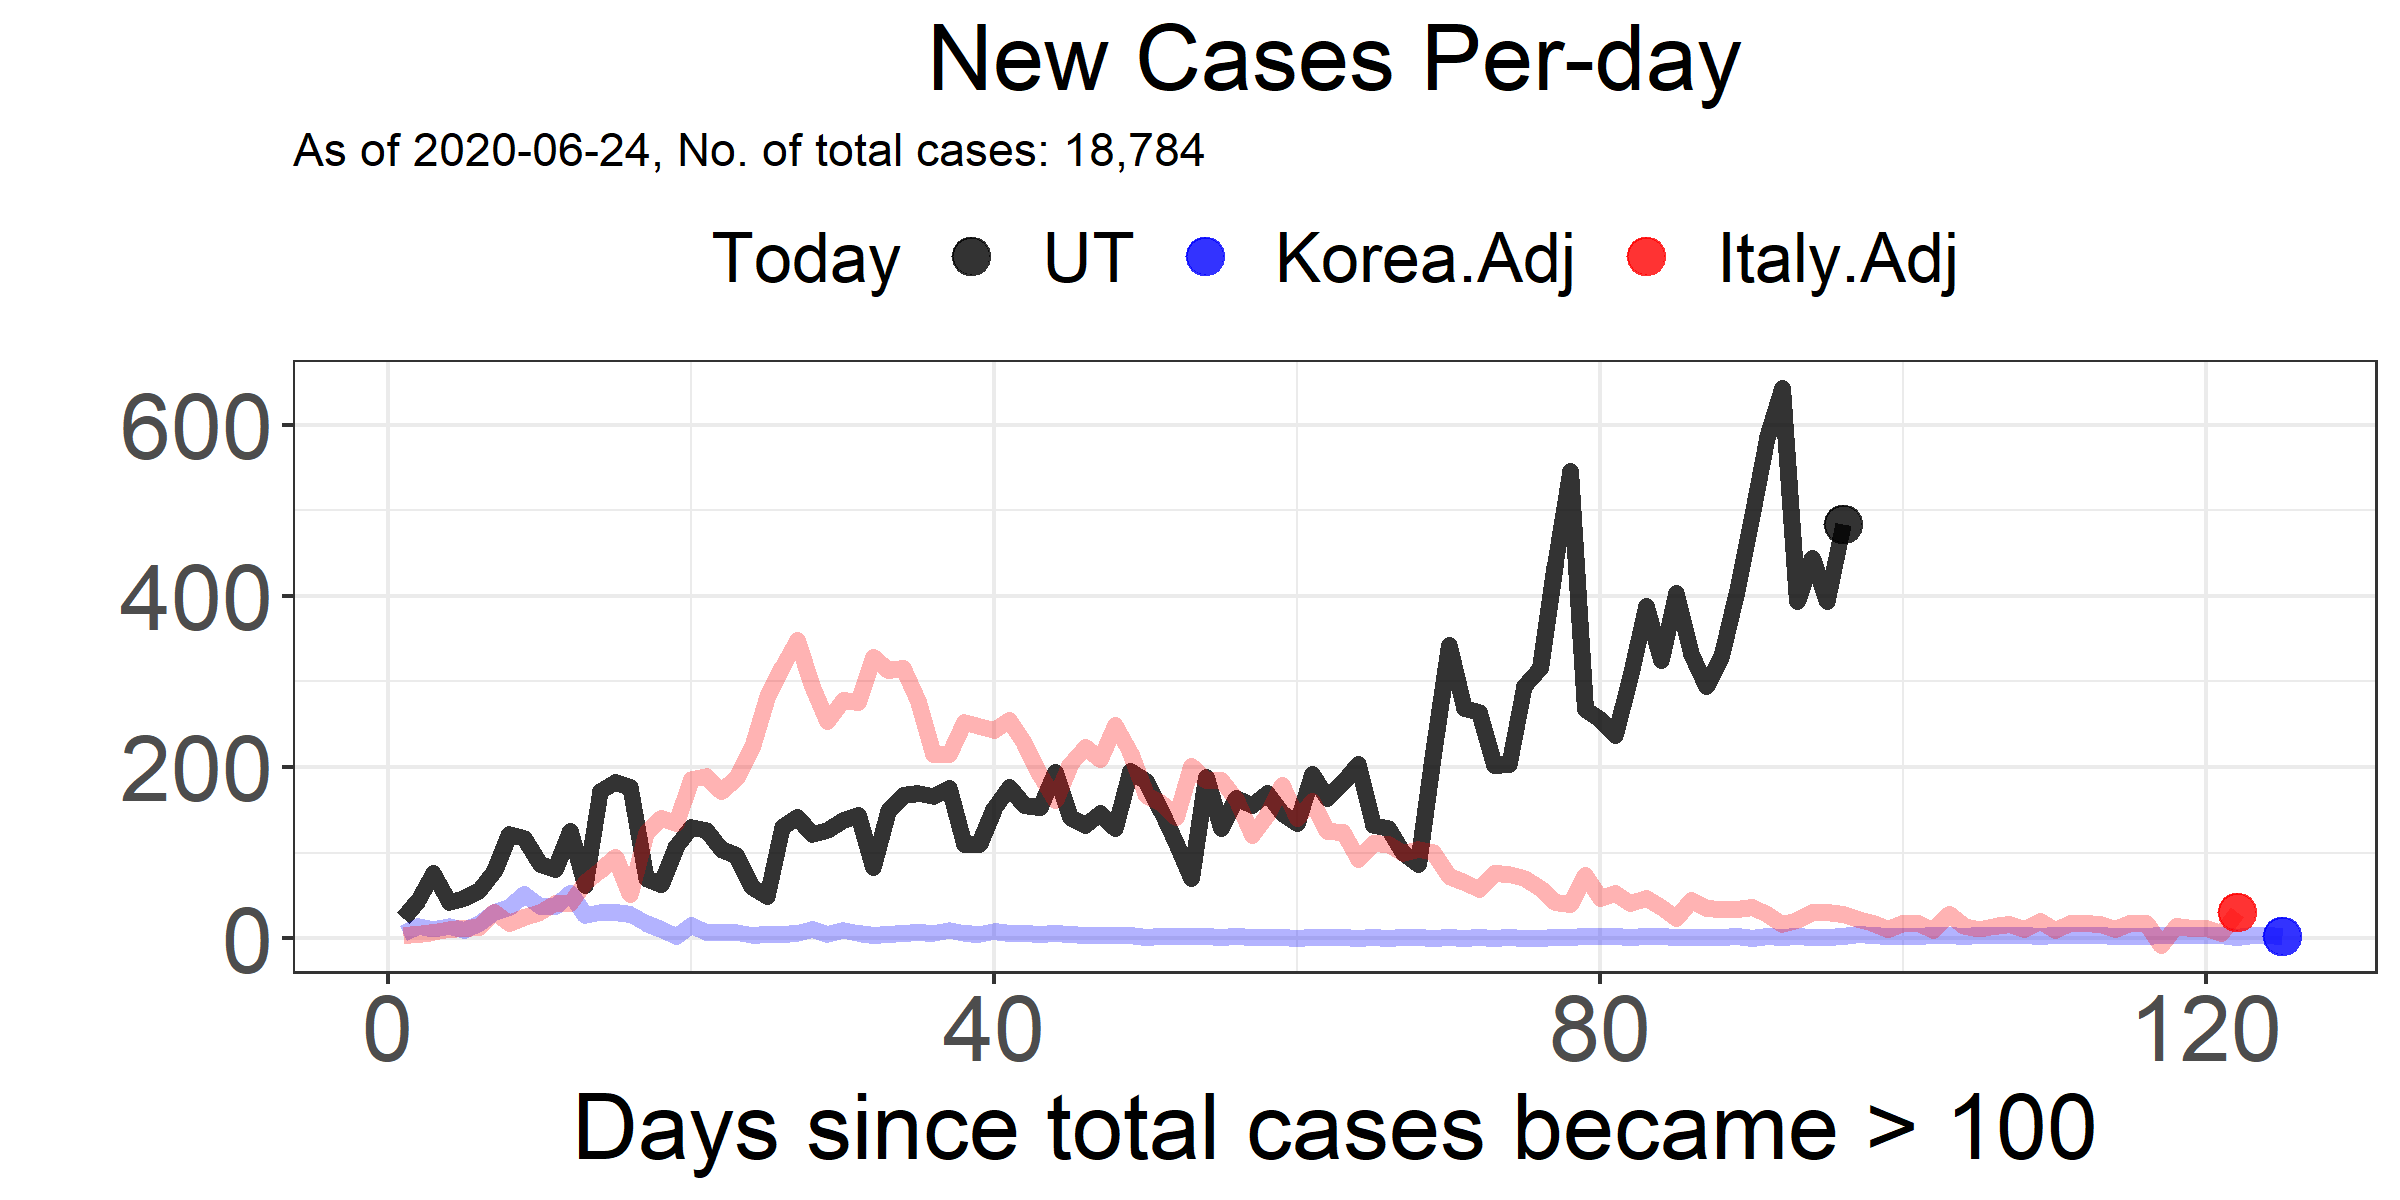 New Cases Per-day
As of 2020-06-24, No. of total cases: 18,784
Today UT Korea.Adj Italy.Adj
600
400
200
0
0 40 80 120
Days since total cases became > 100